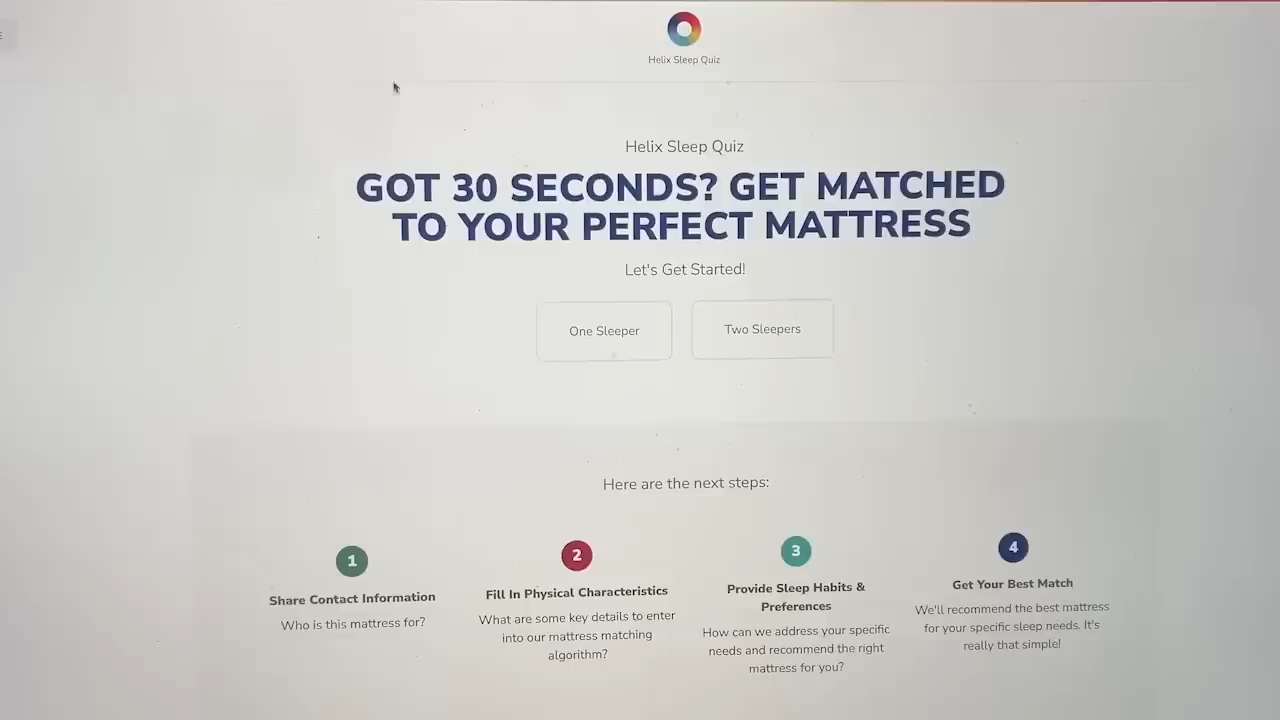 Helix Sleep Quiz
Helix Sleep Quiz
GOT 30 SECONDS? GET MATCHED
TO YOUR PERFECT MATTRESS
Let's Get Started!
One Sleeper
Two Sleepers
Here are the next steps:
1
Share Contact Information
Who is this mattress for?
2
Fill In Physical Characteristics
What are some key details to enter
into our mattress matching
algorithm?
3
Provide Sleep Habits &
Preferences
How can we address your specific
needs and recommend the right
mattress for you?
4
Get Your Best Match
We'll recommend the best mattress
for your specific sleep needs. It's
really that simple!